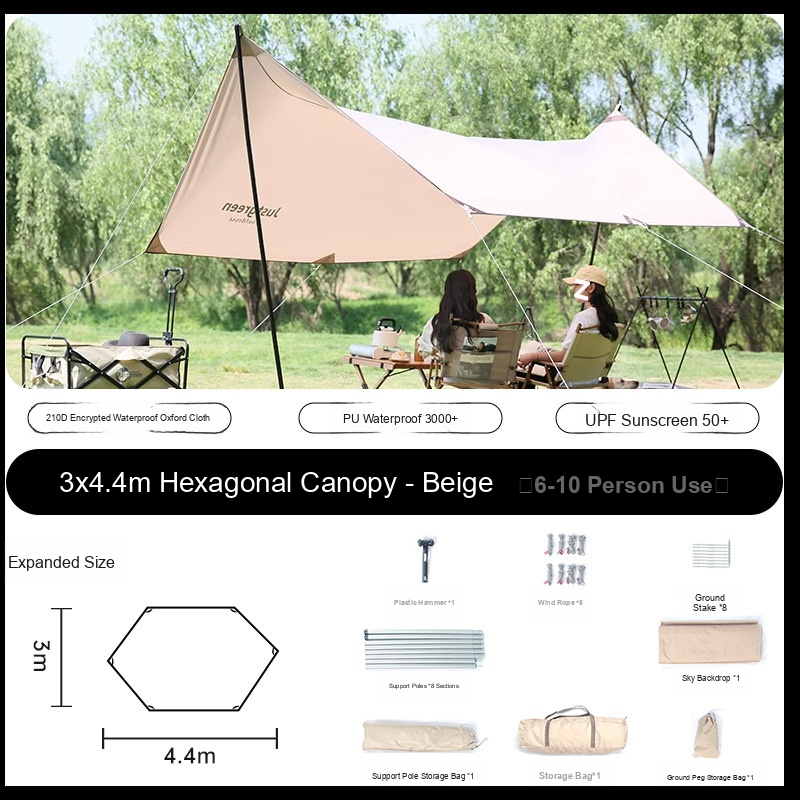 Justgreen
210D Encrypted Waterproof Oxford Cloth
PU Waterproof 3000+
UPF Sunscreen 50+
3x4.4m Hexagonal Canopy - Beige 6-10 Person Use
Expanded Size
3m
4.4m
Plastic Hammer*1
Wind Rope*8
Ground
Stake *8
Support Poles *8 Sections
Sky Backdrop *1
Support Pole Storage Bag *1
Storage Bag*1
Ground Peg Storage Bag *1